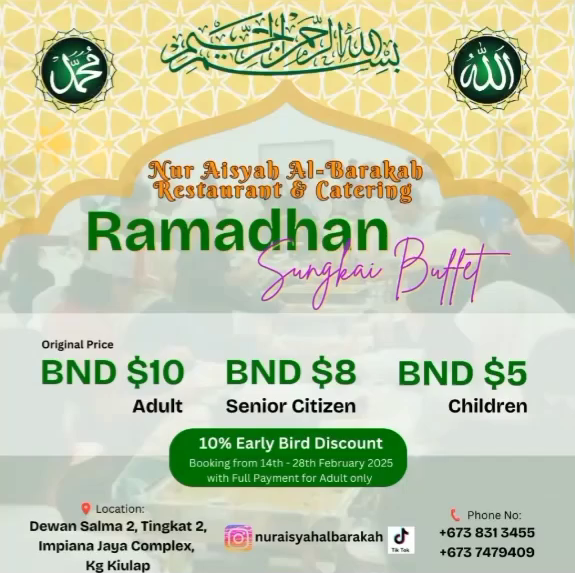 محمد
بسم الله الرحمن الرحيم
الله
Nur Aisyah Al-Barakah
Restaurant & Catering
Ramadhan
Sungkai Buffet
Original Price
BND $10
Adult
BND $8
Senior Citizen
BND $5
Children
10% Early Bird Discount
Booking from 14th - 28th February 2025
with Full Payment for Adult only
Location:
Dewan Salma 2, Tingkat 2,
Impiana Jaya Complex,
Kg Kiulap
nuraisyahalbarakah
Tik Tok
Phone No:
+673 831 3455
+673 7479409